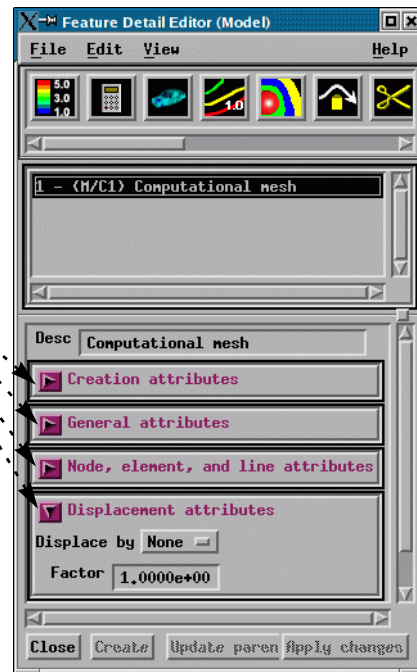 Feature Detail Editor (Model)
File Edit View Help
5.0
3.0
1.0
1.0
1 - (M/C1) Computational mesh
Desc Computational mesh
Creation attributes
General attributes
Node, element, and line attributes
Displacement attributes
Displace by None
Factor 1.0000e+00
Close Create Update paren Apply changes